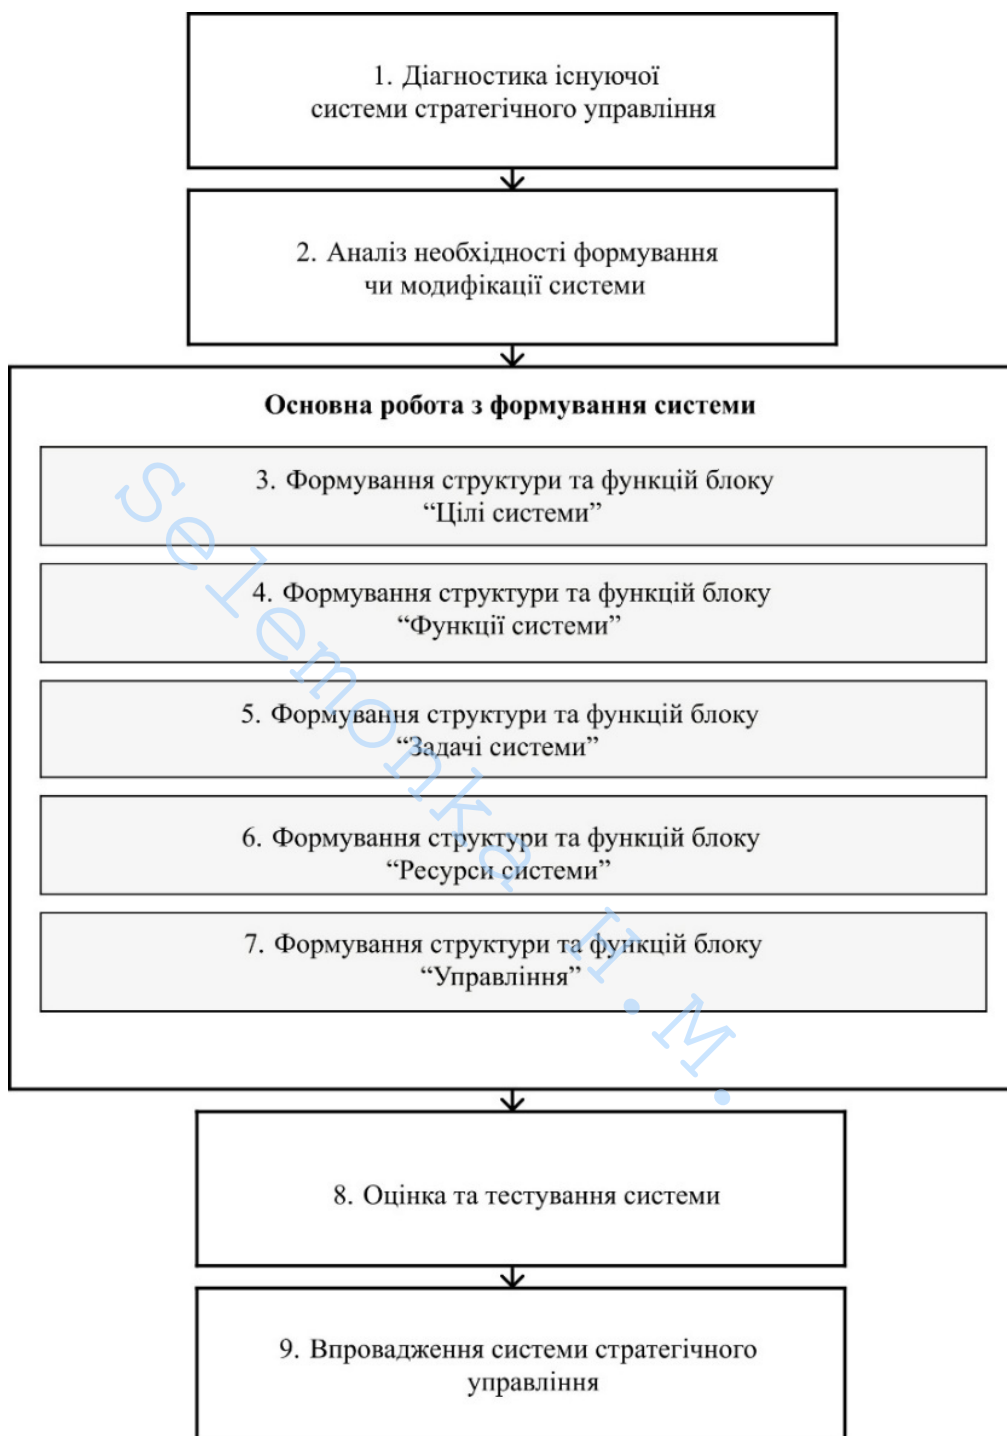 1. Діагностика існуючої
системи стратегічного управління
2. Аналіз необхідності формування
чи модифікації системи
Основна робота з формування системи
3. Формування структури та функцій блоку
“Цілі системи”
4. Формування структури та функцій блоку
“Функції системи”
5. Формування структури та функцій блоку
“Задачі системи”
6. Формування структури та функцій блоку
“Ресурси системи”
7. Формування структури та функцій блоку
“Управління”
8. Оцінка та тестування системи
9. Впровадження системи стратегічного
управління
Selemonka H.M.